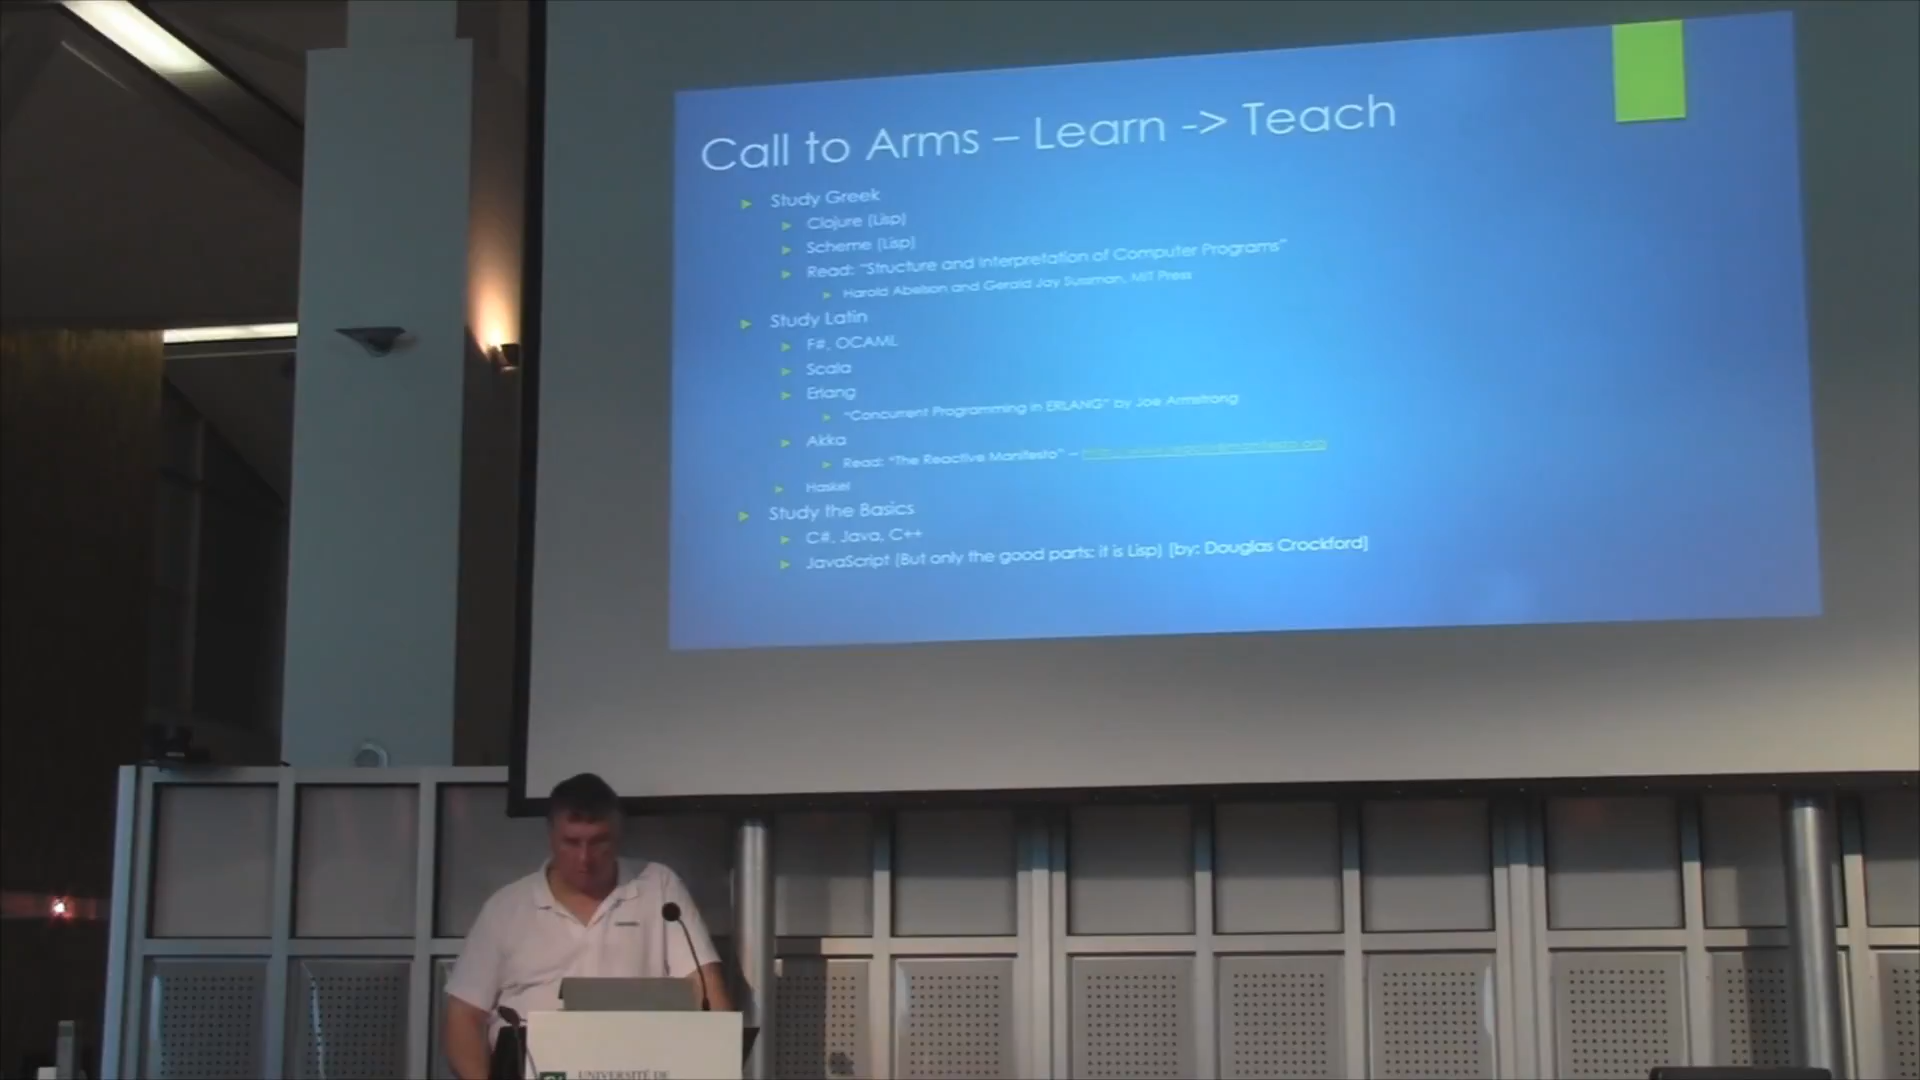 Call to Arms – Learn -> Teach
Study Greek
Clojure (Lisp)
Scheme (Lisp)
Read: "Structure and Interpretation of Computer Programs"
Harold Abelson and Gerald Jay Sussman, MIT Press
Study Latin
F#, OCAML
Scala
Erlang
"Concurrent Programming in ERLANG" by Joe Armstrong
Akka
Read: "The Reactive Manifesto" –
Haskel
Study the Basics
C#, Java, C++
JavaScript (But only the good parts: it is Lisp) [by: Douglas Crockford]
UNIVERSITÉ DE